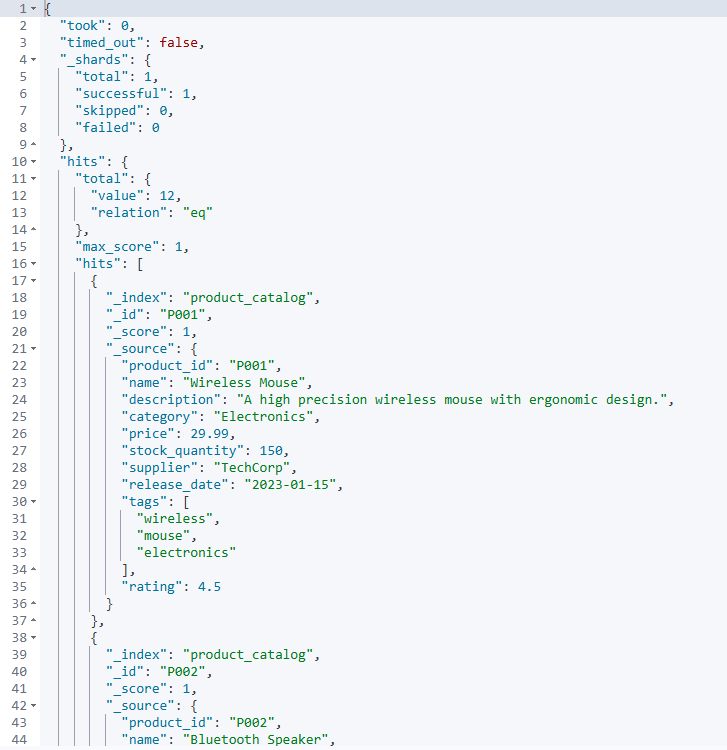 1 {
2   "took": 0,
3   "timed_out": false,
4   "_shards": {
5     "total": 1,
6     "successful": 1,
7     "skipped": 0,
8     "failed": 0
9   },
10   "hits": {
11     "total": {
12       "value": 12,
13       "relation": "eq"
14     },
15     "max_score": 1,
16     "hits": [
17       {
18         "_index": "product_catalog",
19         "_id": "P001",
20         "_score": 1,
21         "_source": {
22           "product_id": "P001",
23           "name": "Wireless Mouse",
24           "description": "A high precision wireless mouse with ergonomic design.",
25           "category": "Electronics",
26           "price": 29.99,
27           "stock_quantity": 150,
28           "supplier": "TechCorp",
29           "release_date": "2023-01-15",
30           "tags": [
31             "wireless",
32             "mouse",
33             "electronics"
34           ],
35           "rating": 4.5
36         }
37       },
38       {
39         "_index": "product_catalog",
40         "_id": "P002",
41         "_score": 1,
42         "_source": {
43           "product_id": "P002",
44           "name": "Bluetooth Speaker",